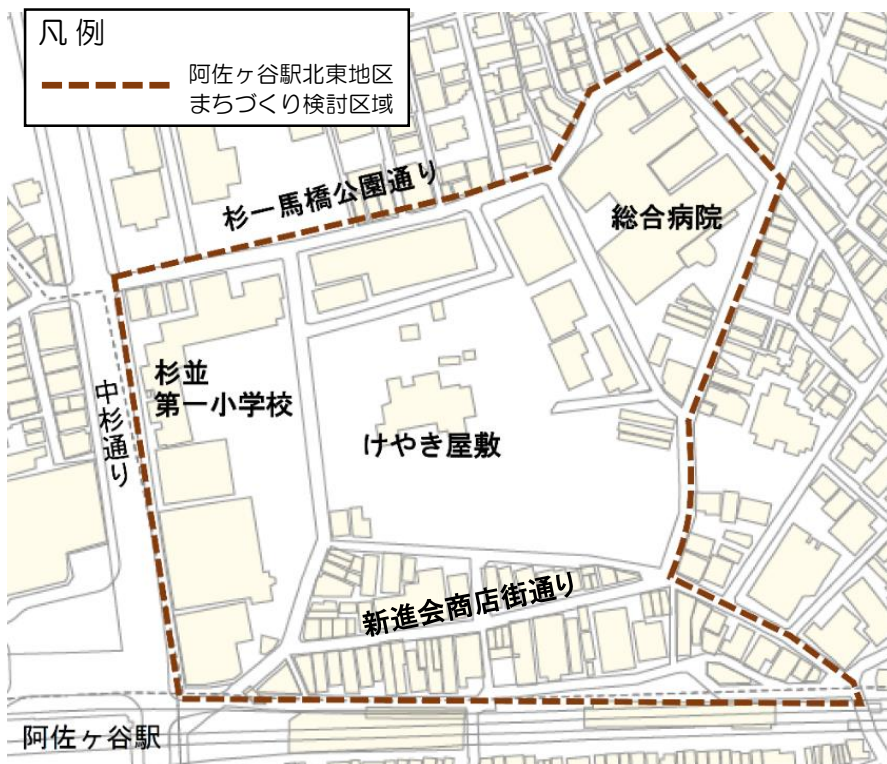 凡例
阿佐ヶ谷駅北東地区
まちづくり検討区域
杉一馬橋公園通り
総合病院
杉並
第一小学校
中杉通り
けやき屋敷
新進会商店街通り
阿佐ヶ谷駅